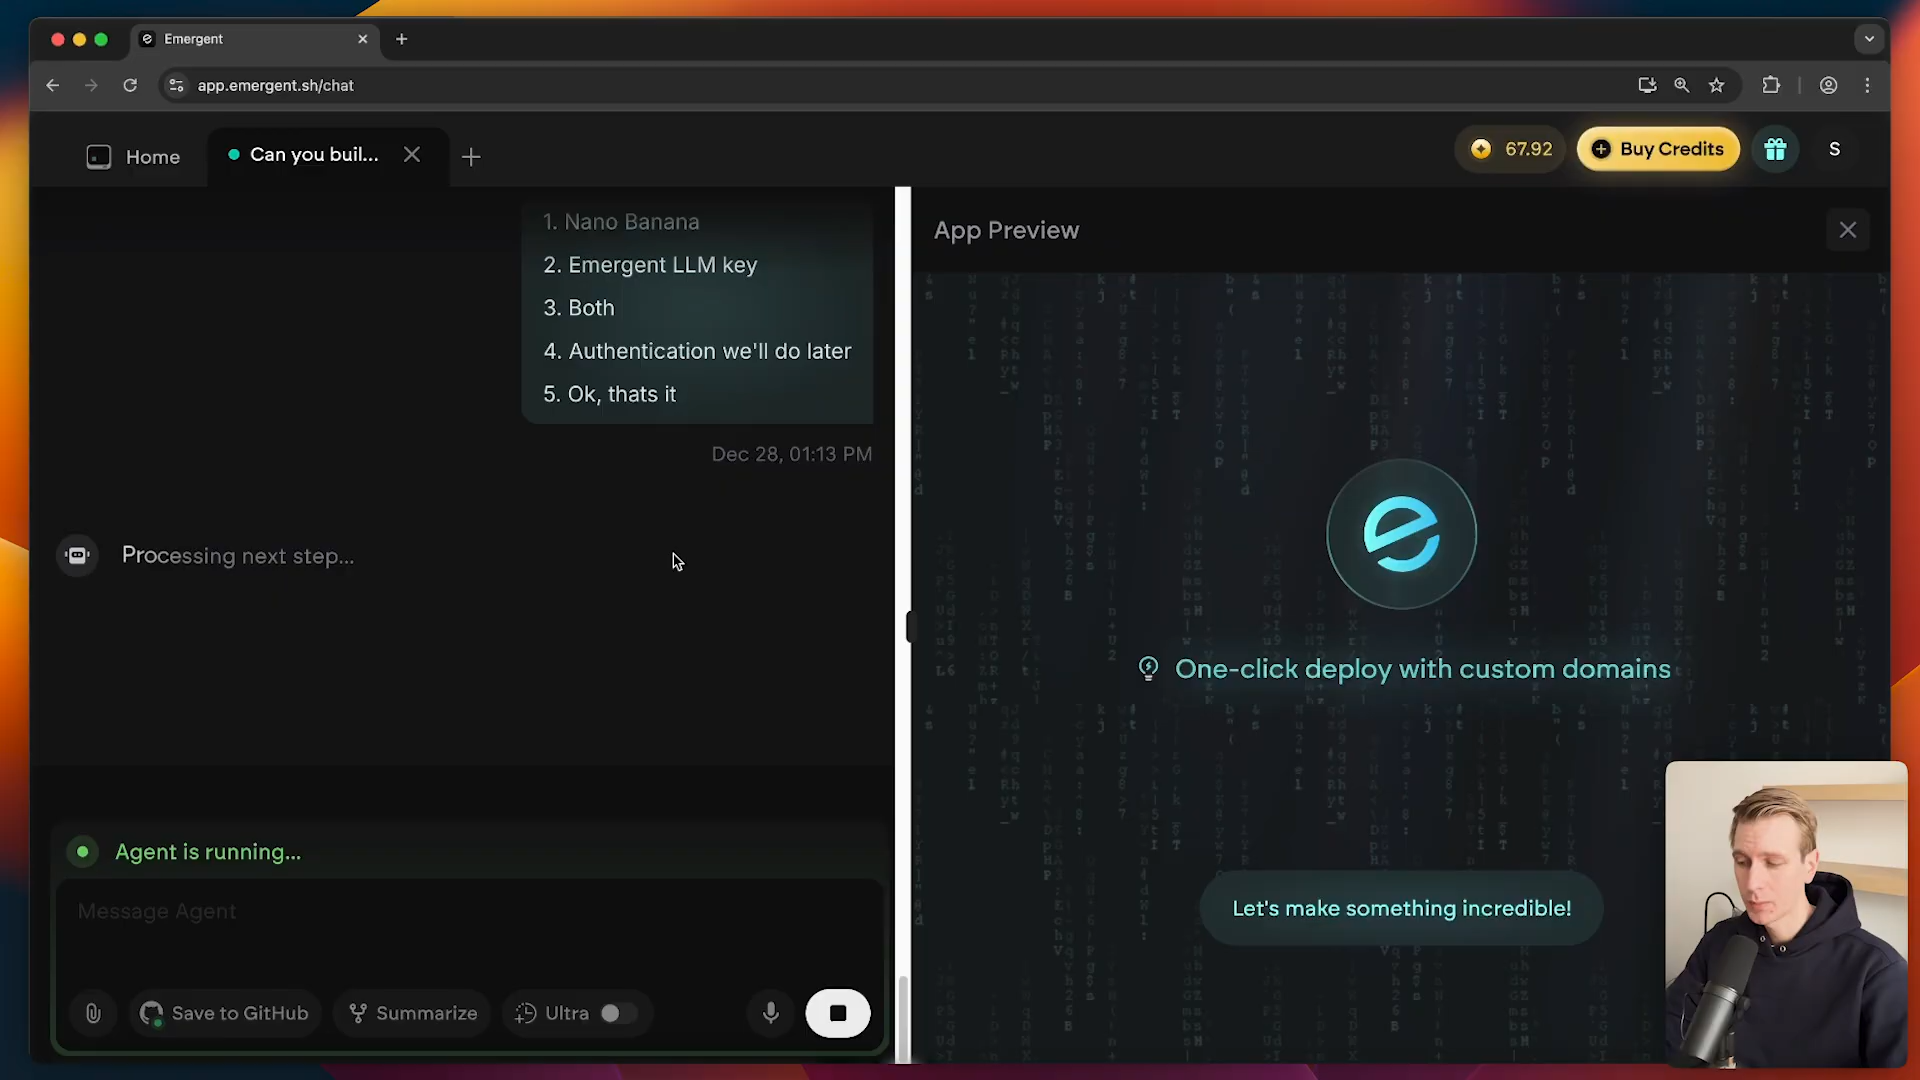 Emergent
app.emergent.sh/chat
Home
Can you buil...
67.92
Buy Credits
S
1. Nano Banana
2. Emergent LLM key
3. Both
4. Authentication we'll do later
5. Ok, thats it
Dec 28, 01:13 PM
Processing next step...
Agent is running...
Message Agent
Save to GitHub
Summarize
Ultra
App Preview
One-click deploy with custom domains
Let's make something incredible!